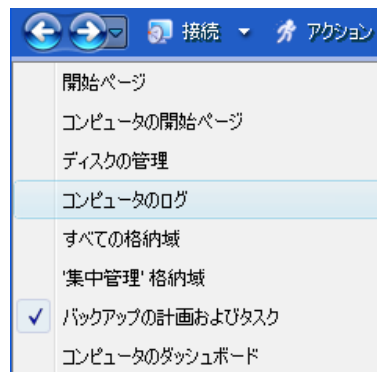 接続 アクション
開始ページ
コンピュータの開始ページ
ディスクの管理
コンピュータのログ
すべての格納域
'集中管理' 格納域
バックアップの計画およびタスク
コンピュータのダッシュボード